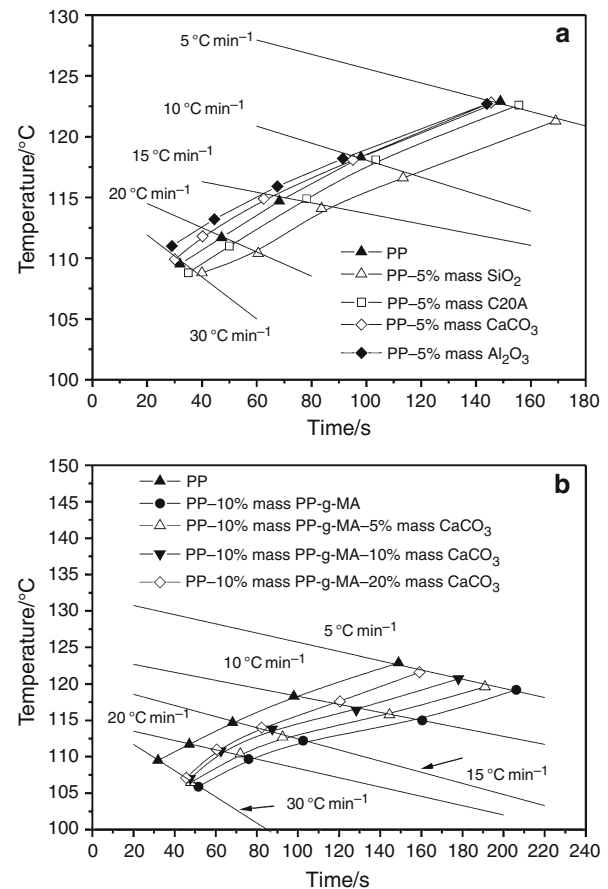 130
a
5 °C min⁻¹
125
10 °C min⁻¹
120
15 °C min⁻¹
115
20 °C min⁻¹
110
105
30 °C min⁻¹
100
Temperature/°C
PP
PP–5% mass SiO₂
PP–5% mass C20A
PP–5% mass CaCO₃
PP–5% mass Al₂O₃
0 20 40 60 80 100 120 140 160 180
Time/s
150
b
145
140
135
130
125
120
115
110
105
100
Temperature/°C
PP
PP–10% mass PP-g-MA
PP–10% mass PP-g-MA–5% mass CaCO₃
PP–10% mass PP-g-MA–10% mass CaCO₃
PP–10% mass PP-g-MA–20% mass CaCO₃
5 °C min⁻¹
10 °C min⁻¹
20 °C min⁻¹
15 °C min⁻¹
30 °C min⁻¹
0 20 40 60 80 100 120 140 160 180 200 220 240
Time/s